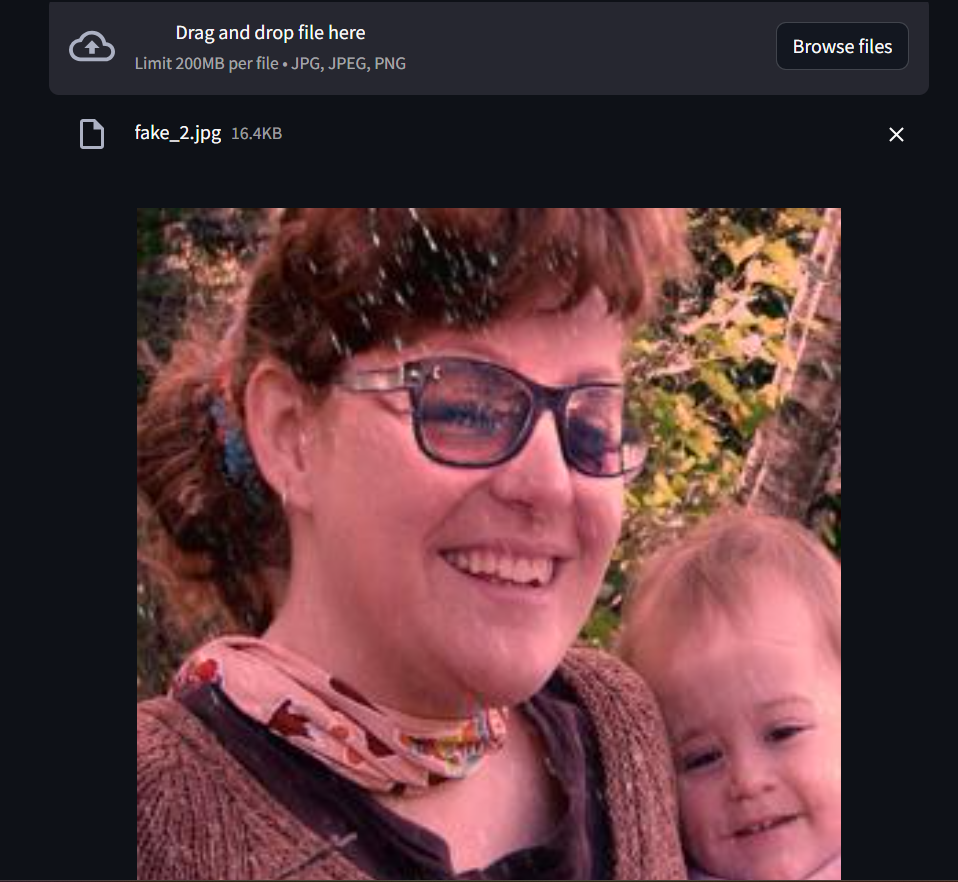 Drag and drop file here
Limit 200MB per file • JPG, JPEG, PNG
Browse files
fake_2.jpg 16.4KB